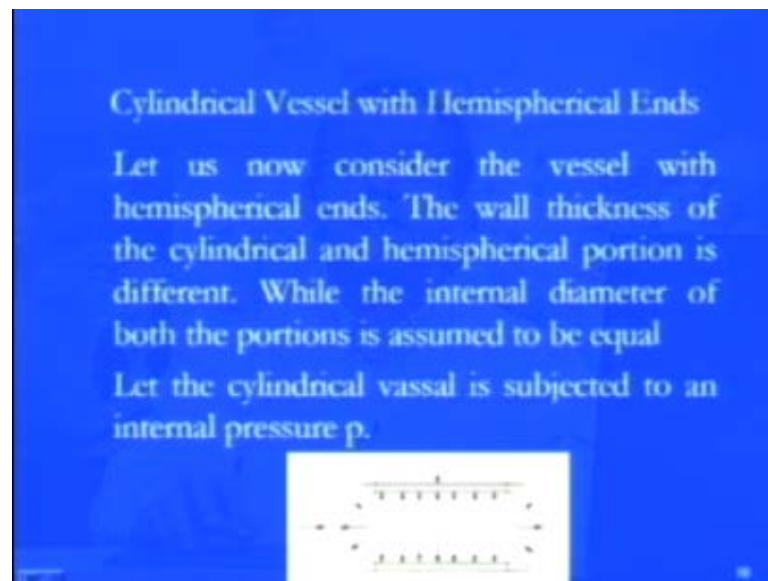 Cylindrical Vessel with Hemispherical Ends
Let us now consider the vessel with
hemispherical ends. The wall thickness of
the cylindrical and hemispherical portion is
different. While the internal diameter of
both the portions is assumed to be equal
Let the cylindrical vassal is subjected to an
internal pressure p.